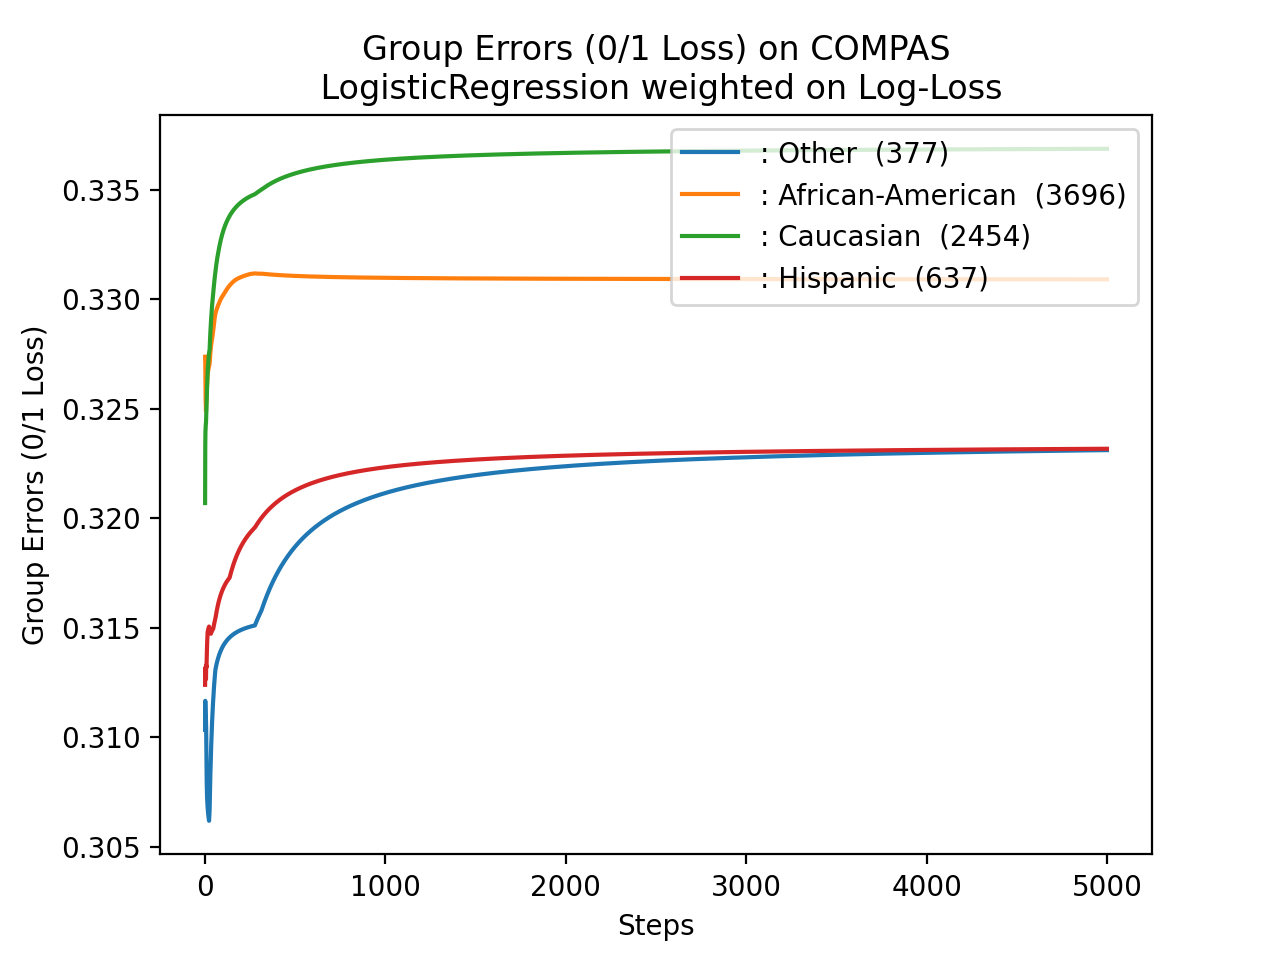 Group Errors (0/1 Loss) on COMPAS
LogisticRegression weighted on Log-Loss
: Other (377)
: African-American (3696)
: Caucasian (2454)
: Hispanic (637)
Group Errors (0/1 Loss)
0.335
0.330
0.325
0.320
0.315
0.310
0.305
0 1000 2000 3000 4000 5000
Steps